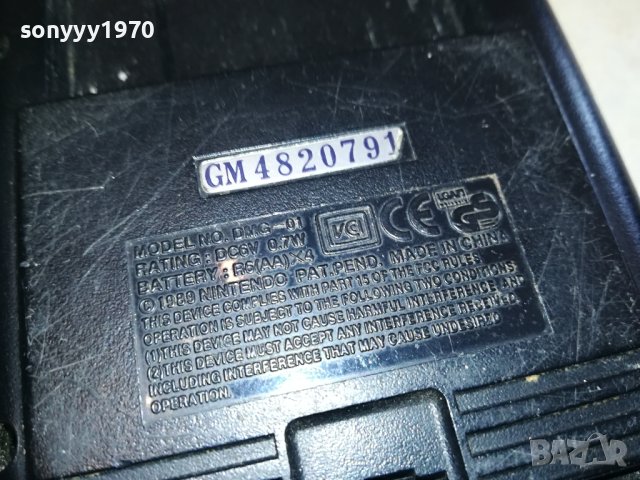 sonyyy1970
GM4820791
MODEL NO. DMG-01
RATING : DC6V 0.7W
BATTERY : R6(AA)X4
VCI
CE
LGA
© 1989 NINTENDO PAT.PEND. MADE IN CHINA
THIS DEVICE COMPLIES WITH PART 15 OF THE FCC RULES
OPERATION IS SUBJECT TO THE FOLLOWING TWO CONDITIONS:
(1) THIS DEVICE MAY NOT CAUSE HARMFUL INTERFERENCE, AND
(2) THIS DEVICE MUST ACCEPT ANY INTERFERENCE RECEIVED,
INCLUDING INTERFERENCE THAT MAY CAUSE UNDESIRED
OPERATION.
BAZAR